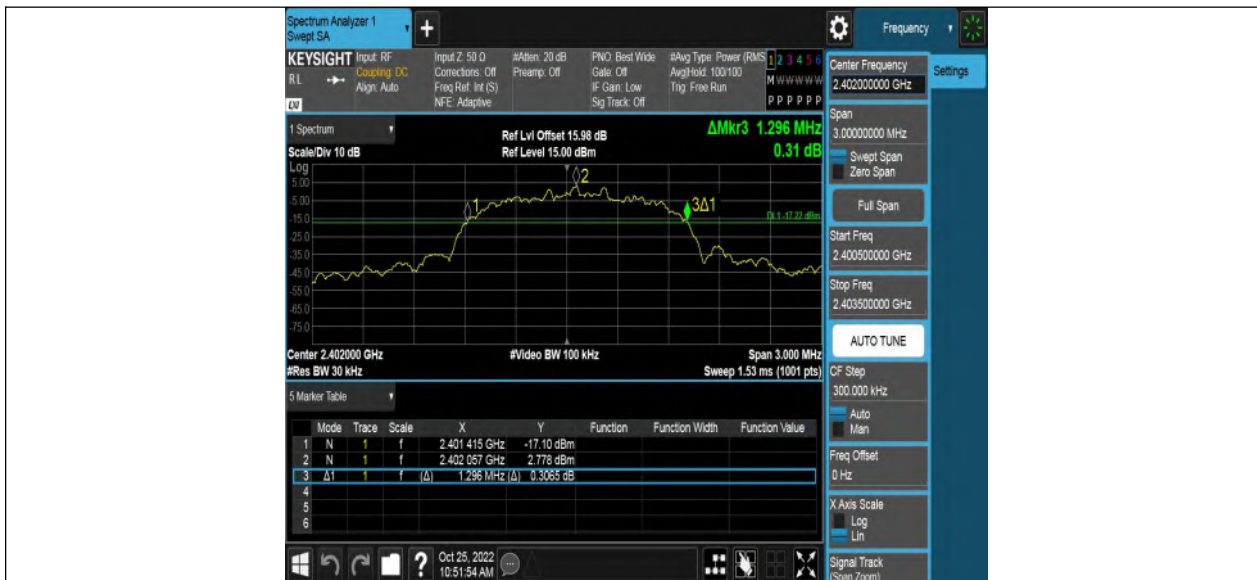 Spectrum Analyzer 1
Swept SA
+
Frequency
KEYSIGHT
RL
LXI
Input: RF
Coupling: DC
Align: Auto
Input Z: 50 Ω
Corrections: Off
Freq Ref: Int (S)
NFE: Adaptive
#Atten: 20 dB
Preamp: Off
PNO: Best Wide
Gate: Off
IF Gain: Low
Sig Track: Off
#Avg Type: Power (RMS
Avg|Hold: 100/100
Trig: Free Run
1 2 3 4 5 6
M W W W W W
P P P P P P
1 Spectrum
Scale/Div 10 dB
Ref Lvl Offset 15.98 dB
Ref Level 15.00 dBm
ΔMkr3 1.296 MHz
0.31 dB
Log
5.00
-5.00
-15.0
-25.0
-35.0
-45.0
-55.0
-65.0
-75.0
1
2
3Δ1
DL1 -17.22 dBm
Center 2.402000 GHz
#Res BW 30 kHz
#Video BW 100 kHz
Span 3.000 MHz
Sweep 1.53 ms (1001 pts)
5 Marker Table
Mode Trace Scale X Y Function Function Width Function Value
1 N 1 f 2.401 415 GHz -17.10 dBm
2 N 1 f 2.402 057 GHz 2.778 dBm
3 Δ1 1 f (Δ) 1.296 MHz (Δ) 0.3065 dB
4
5
6
?
Oct 25, 2022
10:51:54 AM
Center Frequency
2.402000000 GHz
Settings
Span
3.00000000 MHz
Swept Span
Zero Span
Full Span
Start Freq
2.400500000 GHz
Stop Freq
2.403500000 GHz
AUTO TUNE
CF Step
300.000 kHz
Auto
Man
Freq Offset
0 Hz
X Axis Scale
Log
Lin
Signal Track
(Span Zoom)